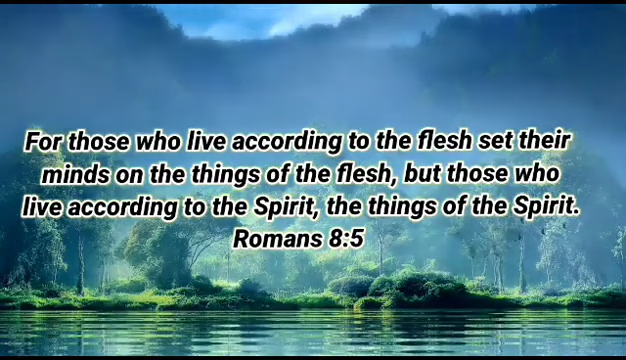 For those who live according to the flesh set their
minds on the things of the flesh, but those who
live according to the Spirit, the things of the Spirit.
Romans 8:5